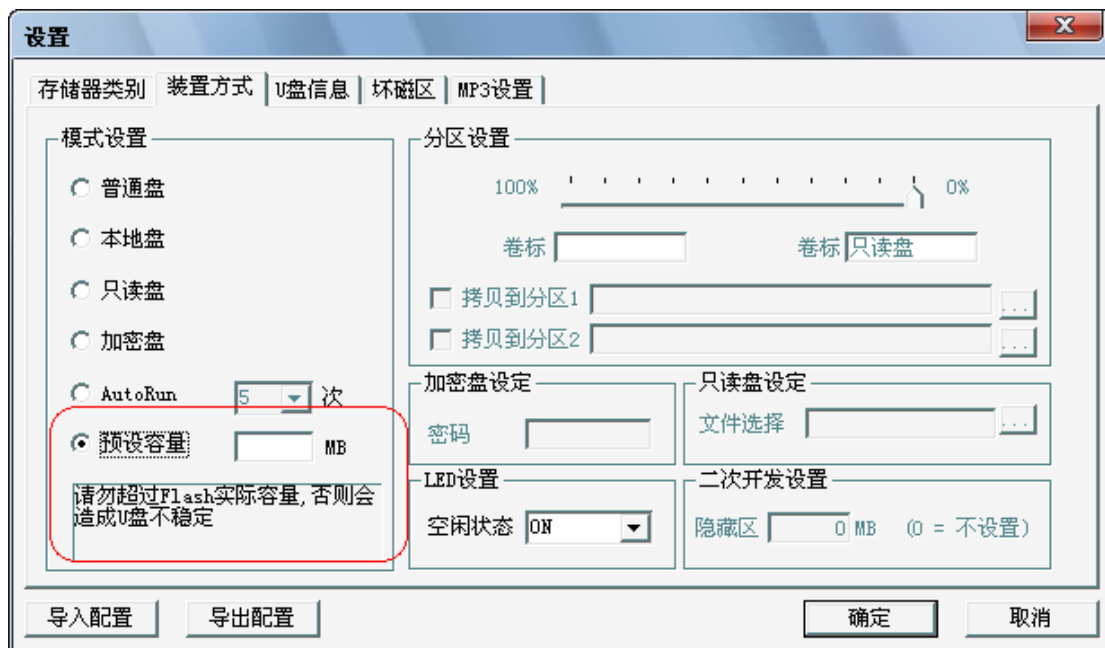 设置
存储器类别 装置方式 U盘信息 坏磁区 MP3设置
模式设置
普通盘
本地盘
只读盘
加密盘
AutoRun 5 次
预设容量 MB
请勿超过Flash实际容量,否则会
造成U盘不稳定
分区设置
100% 0%
卷标 卷标 只读盘
拷贝到分区1 ...
拷贝到分区2 ...
加密盘设定
密码
只读盘设定
文件选择 ...
LED设置
空闲状态 ON
二次开发设置
隐藏区 0 MB (0 = 不设置)
导入配置 导出配置 确定 取消